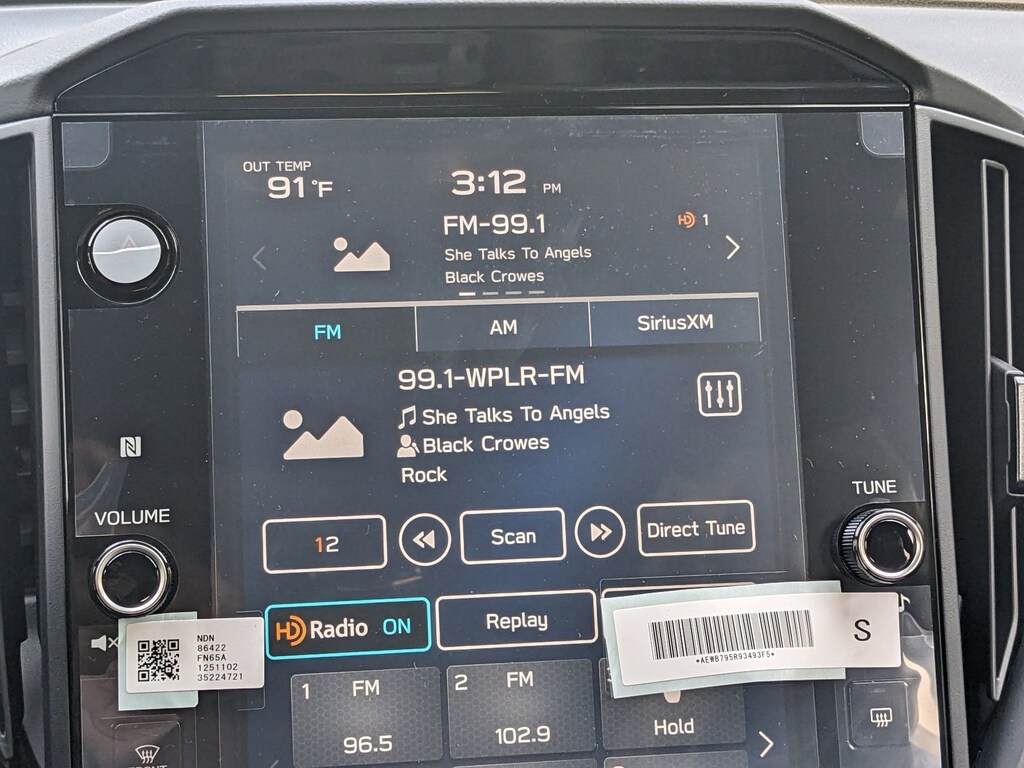 OUT TEMP
91°F
3:12 PM
FM-99.1
HD 1
She Talks To Angels
Black Crowes
FM
AM
SiriusXM
99.1-WPLR-FM
She Talks To Angels
Black Crowes
Rock
N
VOLUME
TUNE
12
Scan
Direct Tune
HD Radio ON
Replay
NDN
86422
FN65A
1251102
35224721
*AEWB795R93493F5*
S
1 FM
96.5
2 FM
102.9
Hold
FRONT